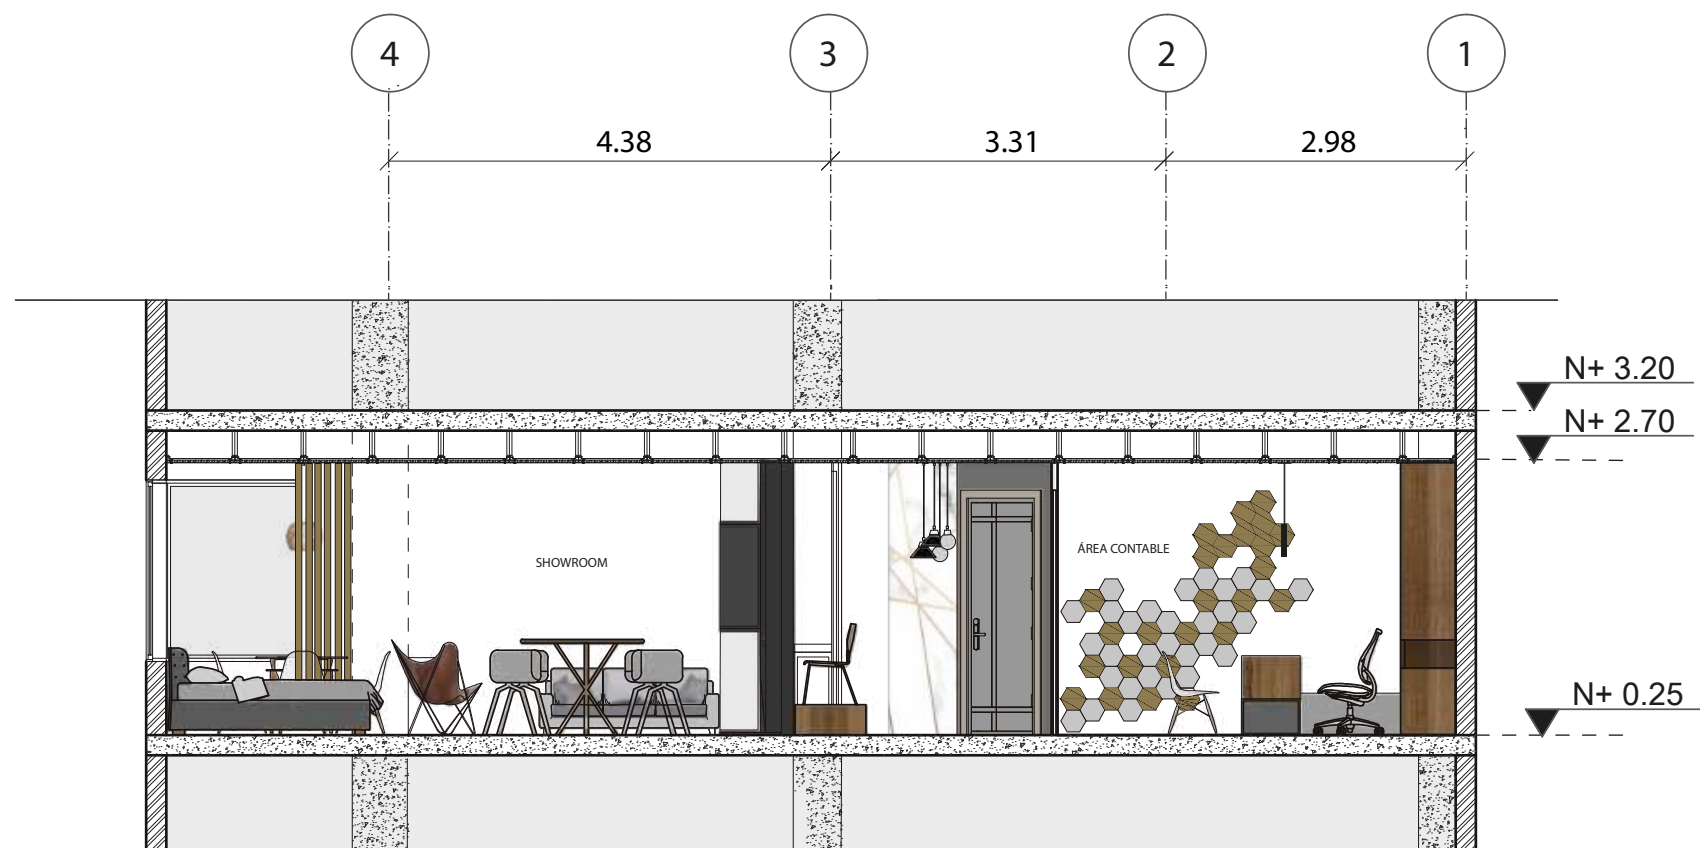 4 3 2 1
4.38 3.31 2.98
N+ 3.20
N+ 2.70
ÁREA CONTABLE
SHOWROOM
N+ 0.25